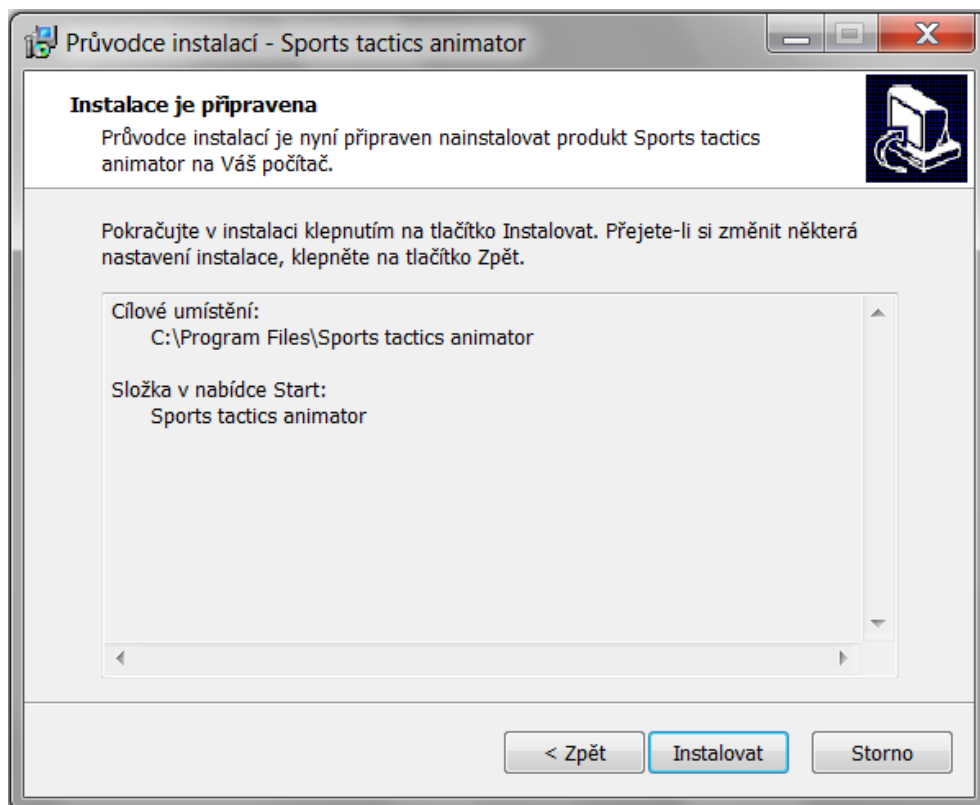 Průvodce instalací - Sports tactics animator
Instalace je připravena
Průvodce instalací je nyní připraven nainstalovat produkt Sports tactics
animator na Váš počítač.
Pokračujte v instalaci klepnutím na tlačítko Instalovat. Přejete-li si změnit některá
nastavení instalace, klepněte na tlačítko Zpět.
Cílové umístění:
C:\Program Files\Sports tactics animator
Složka v nabídce Start:
Sports tactics animator
< Zpět
Instalovat
Storno